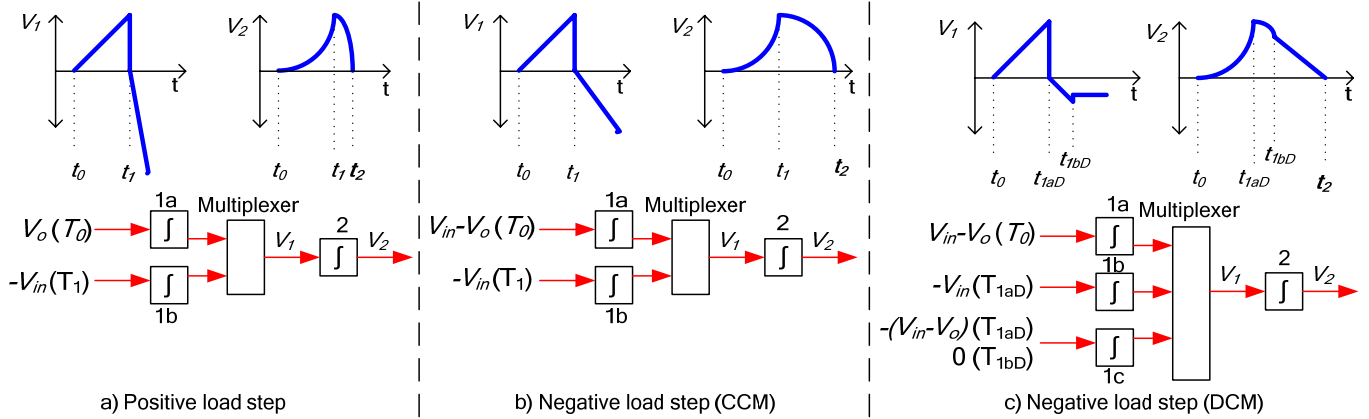 V1
t
t0
t1
V2
t
t0
t1 t2
1a
Multiplexer
Vo (T0)
∫
V1
2
∫
V2
-Vin(T1)
∫
1b
a) Positive load step
V1
t
t0
t1
V2
t
t0
t1
t2
1a
Multiplexer
Vin-Vo (T0)
∫
V1
2
∫
V2
-Vin(T1)
∫
1b
b) Negative load step (CCM)
V1
t
t0
t1aD
t1bD
V2
t
t0
t1aD
t1bD
t2
1a
Multiplexer
Vin-Vo (T0)
∫
1b
-Vin(T1aD)
∫
V1
2
∫
V2
-(Vin-Vo) (T1aD)
0 (T1bD)
∫
1c
c) Negative load step (DCM)